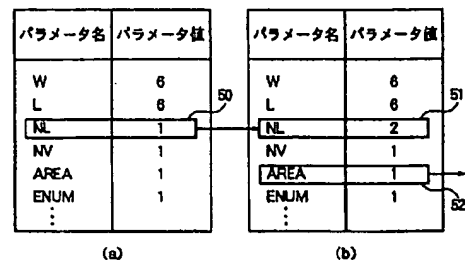 パラメータ名 パラメータ値 パラメータ名 パラメータ値
W 6 W 6
L 6 50 L 6 51
NL 1 NL 2
NV 1 NV 1
AREA 1 AREA 1
ENUM 1 ENUM 1 52
⋮ ⋮
(a) (b)